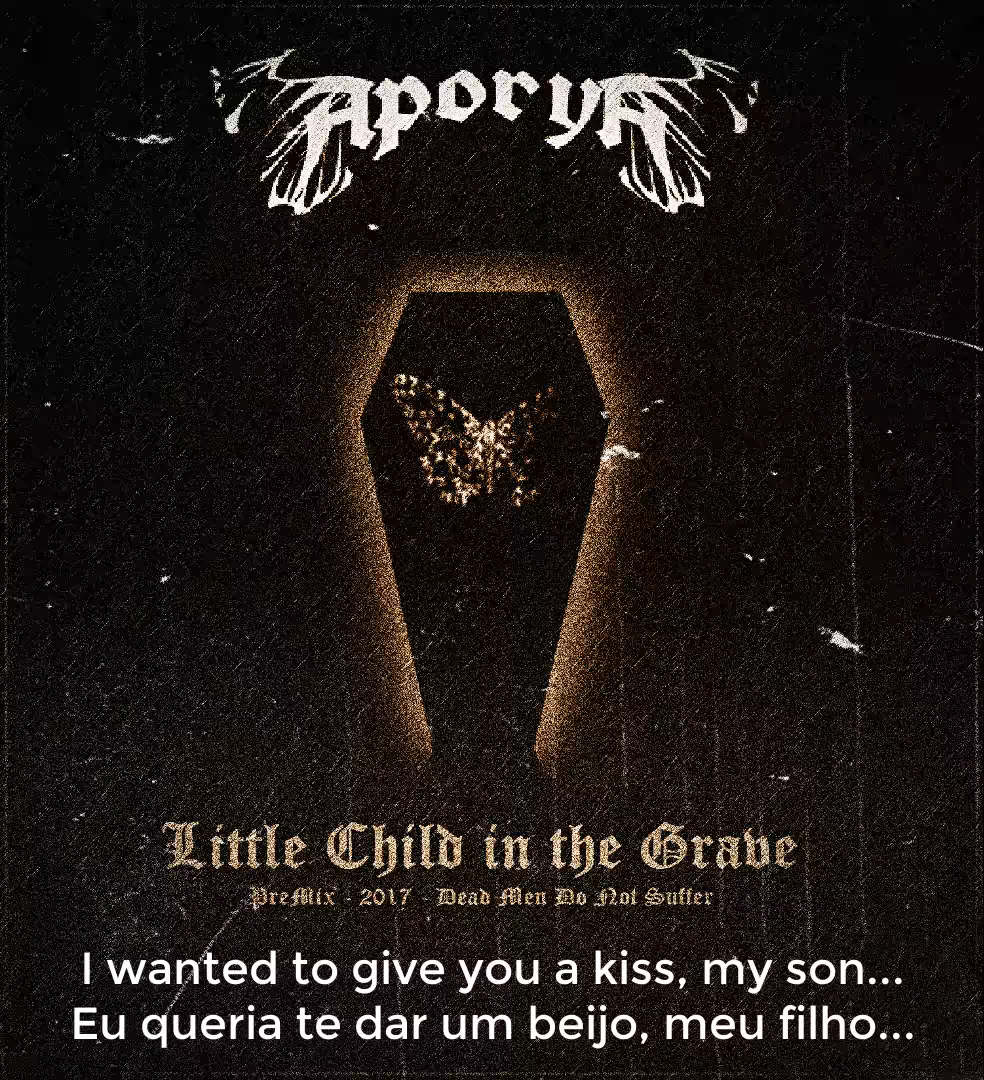 AporyA
Little Child in the Grave
PreMix - 2017 - Dead Men Do Not Suffer
I wanted to give you a kiss, my son...
Eu queria te dar um beijo, meu filho...